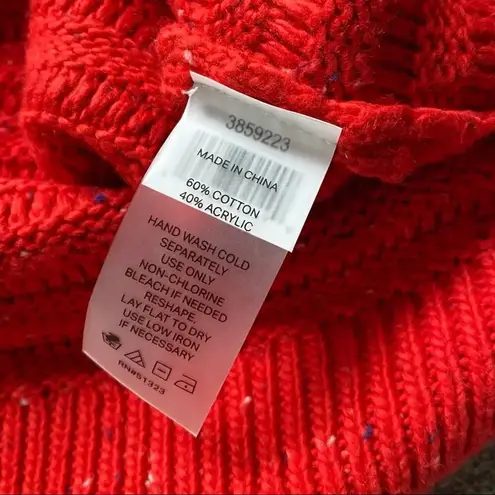 3859223
MADE IN CHINA
60% COTTON
40% ACRYLIC
HAND WASH COLD
SEPARATELY
USE ONLY
NON-CHLORINE
BLEACH IF NEEDED
RESHAPE,
LAY FLAT TO DRY
USE LOW IRON
IF NECESSARY
RN#51323